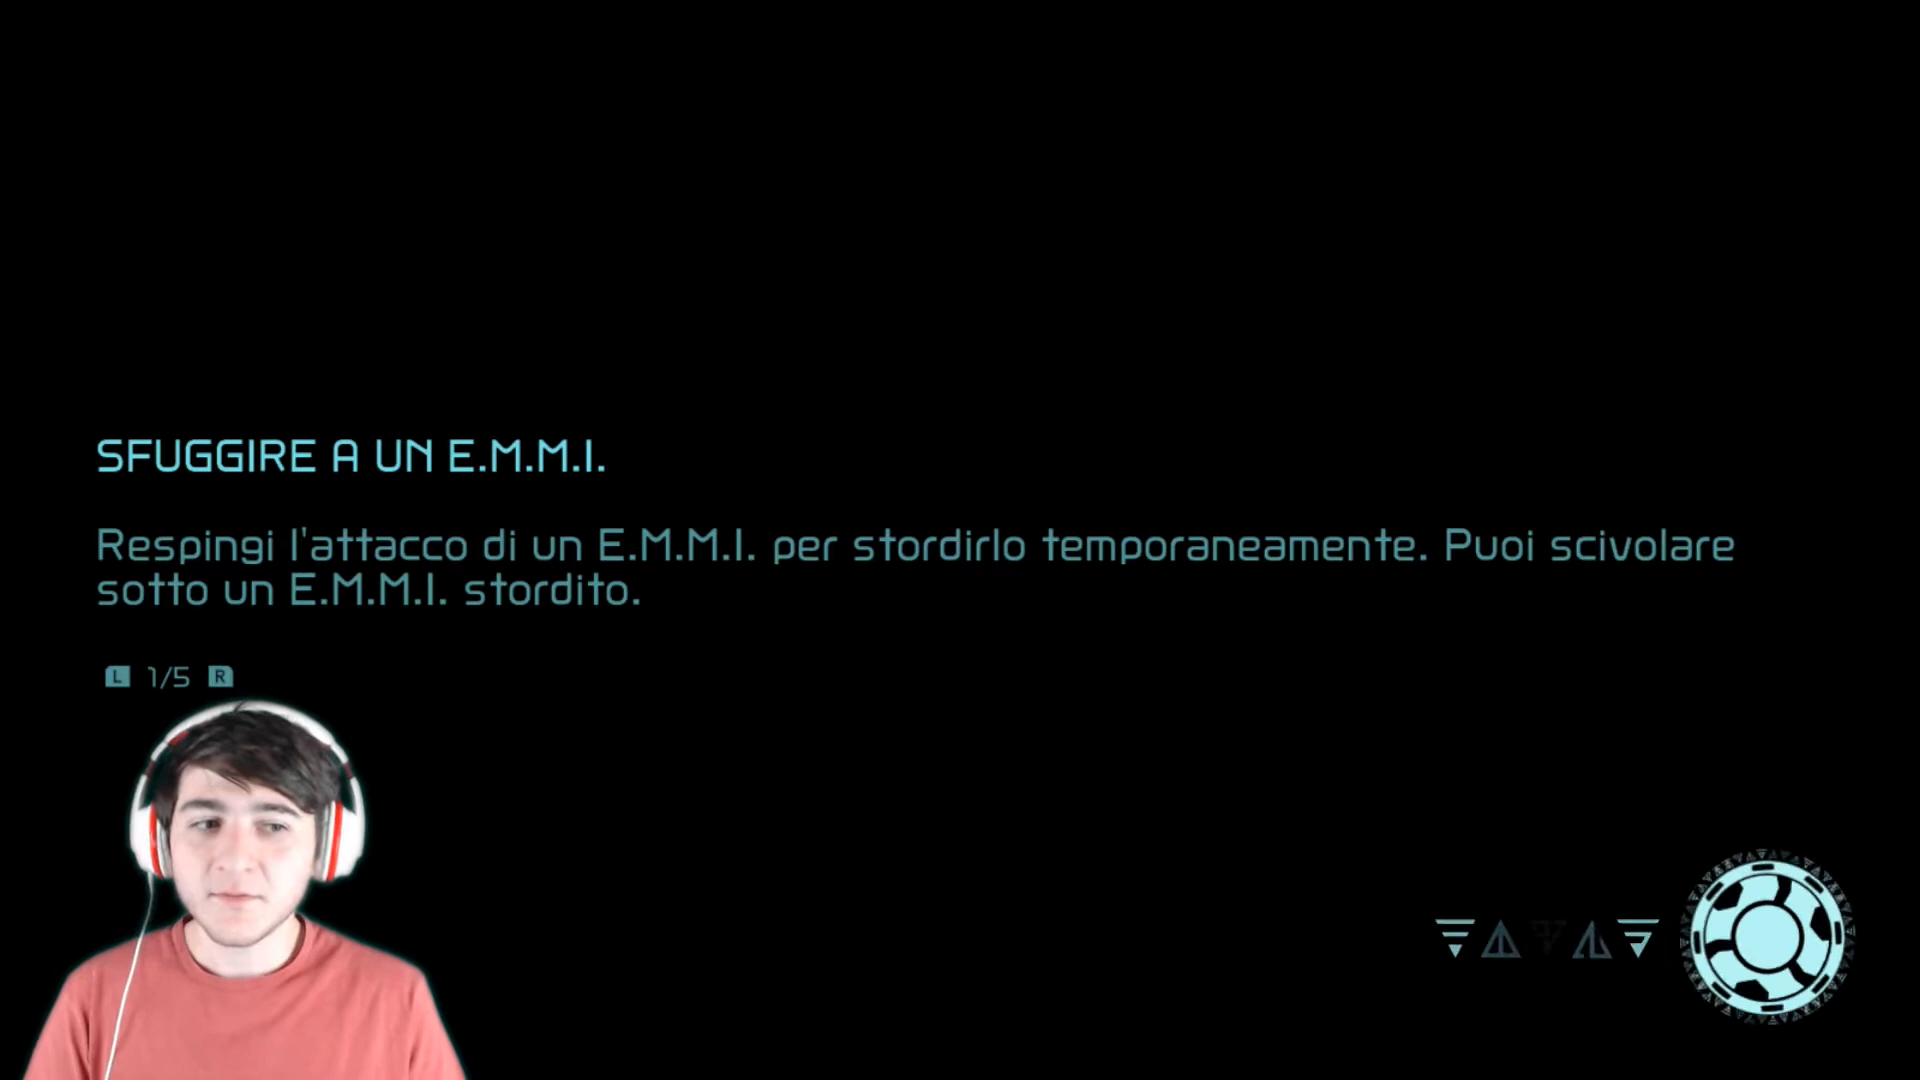 SFUGGIRE A UN E.M.M.I.
Respingi l'attacco di un E.M.M.I. per stordirlo temporaneamente. Puoi scivolare
sotto un E.M.M.I. stordito.
L 1/5 R